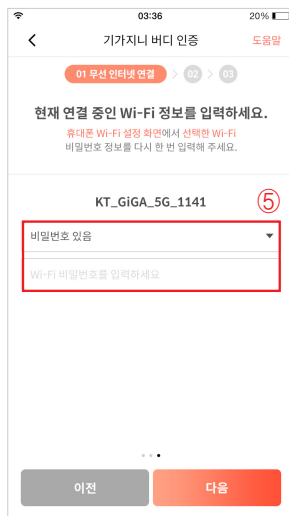 03:36 20%
기가지니 버디 인증 도움말
01 무선 인터넷 연결 > 02 > 03
현재 연결 중인 Wi-Fi 정보를 입력하세요.
휴대폰 Wi-Fi 설정 화면에서 선택한 Wi-Fi
비밀번호 정보를 다시 한 번 입력해 주세요.
KT_GiGA_5G_1141 ⑤
비밀번호 있음
Wi-Fi 비밀번호를 입력하세요
이전 다음